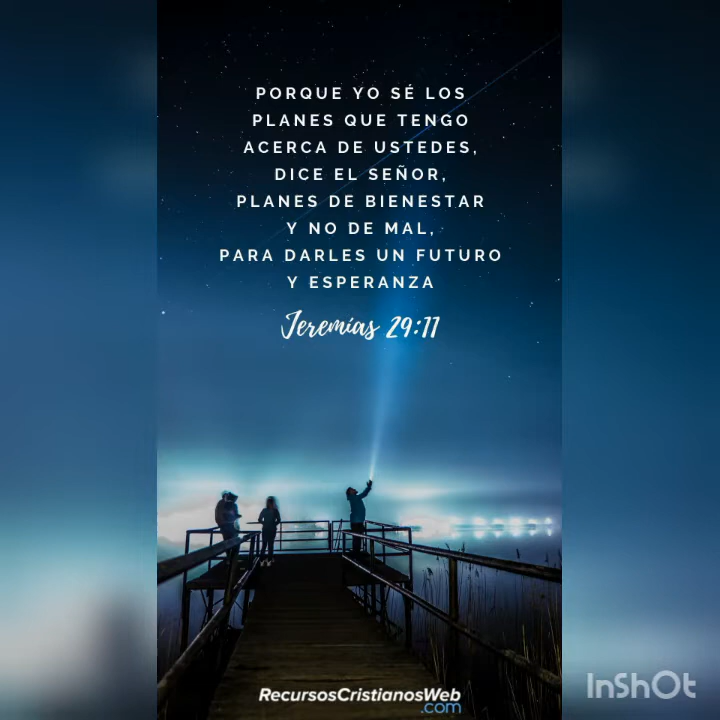 PORQUE YO SÉ LOS
PLANES QUE TENGO
ACERCA DE USTEDES,
DICE EL SEÑOR,
PLANES DE BIENESTAR
Y NO DE MAL,
PARA DARLES UN FUTURO
Y ESPERANZA
Jeremías 29:11
RecursosCristianosWeb
.com
InShOt